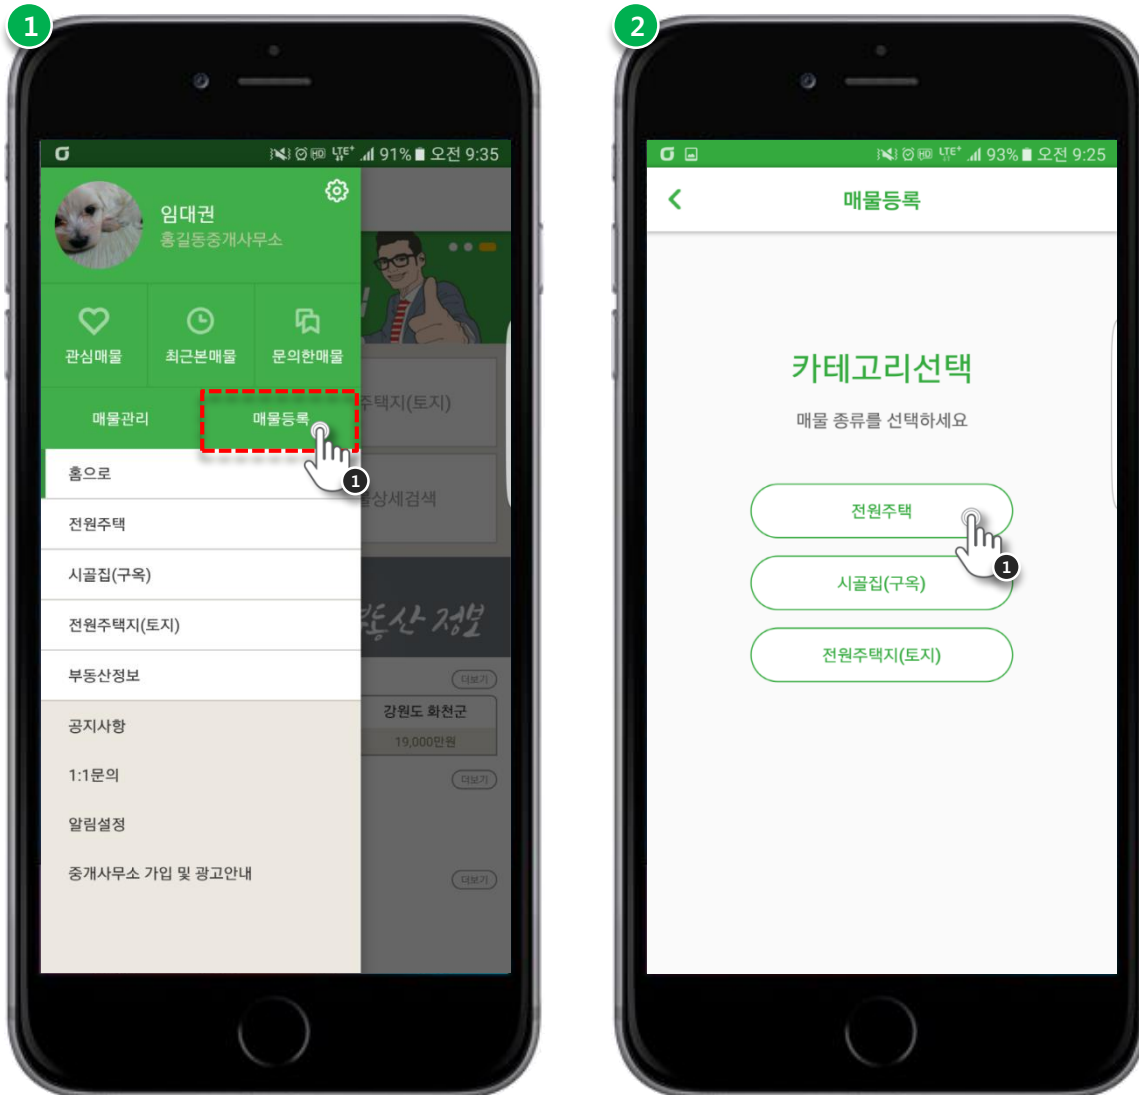 1
91% 오전 9:35
임대권
홍길동중개사무소
관심매물 최근본매물 문의한매물
매물관리 매물등록
1
홈으로
전원주택
시골집(구옥)
전원주택지(토지)
부동산정보
공지사항
1:1문의
알림설정
중개사무소 가입 및 광고안내
주택지(토지)
상세검색
부동산 정보
더보기
강원도 화천군
19,000만원
더보기
더보기
2
93% 오전 9:25
매물등록
카테고리선택
매물 종류를 선택하세요
전원주택
1
시골집(구옥)
전원주택지(토지)